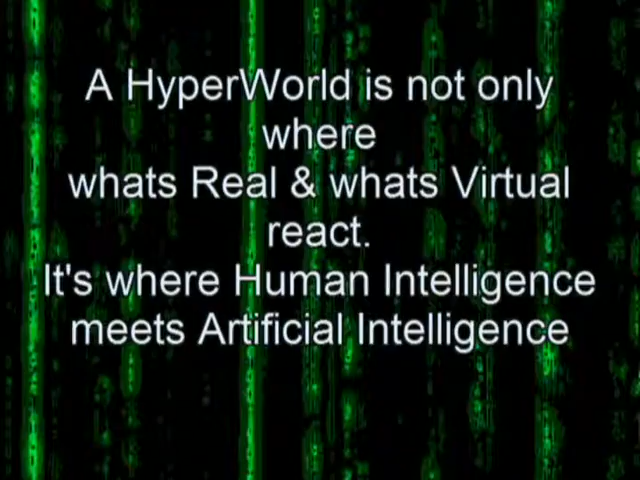 A HyperWorld is not only
where
whats Real & whats Virtual
react.
It's where Human Intelligence
meets Artificial Intelligence